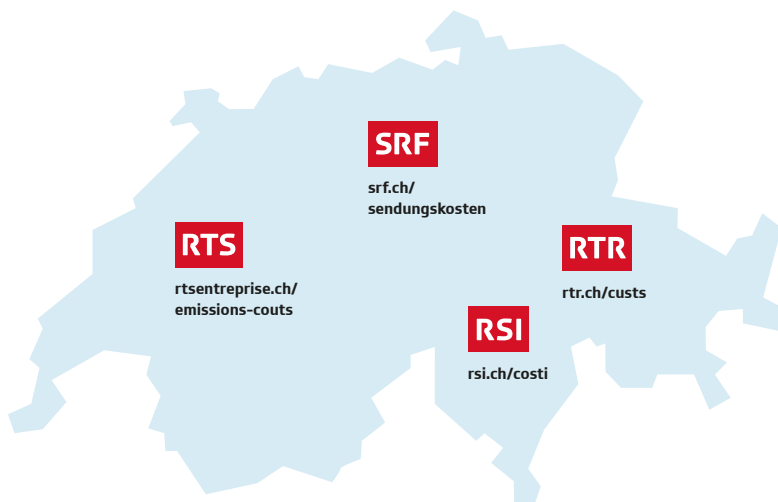 SRF
srf.ch/
sendungskosten
RTS
rtsentreprise.ch/
emissions-couts
RTR
rtr.ch/custs
RSI
rsi.ch/costi